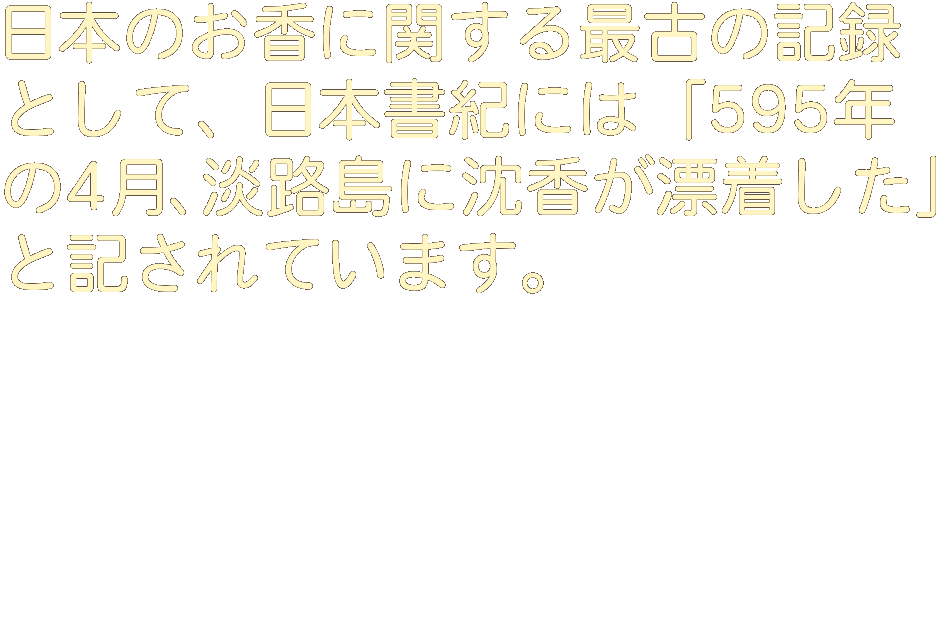 日本のお香に関する最古の記録
として、日本書紀には「595年
の4月、淡路島に沈香が漂着した」
と記されています。